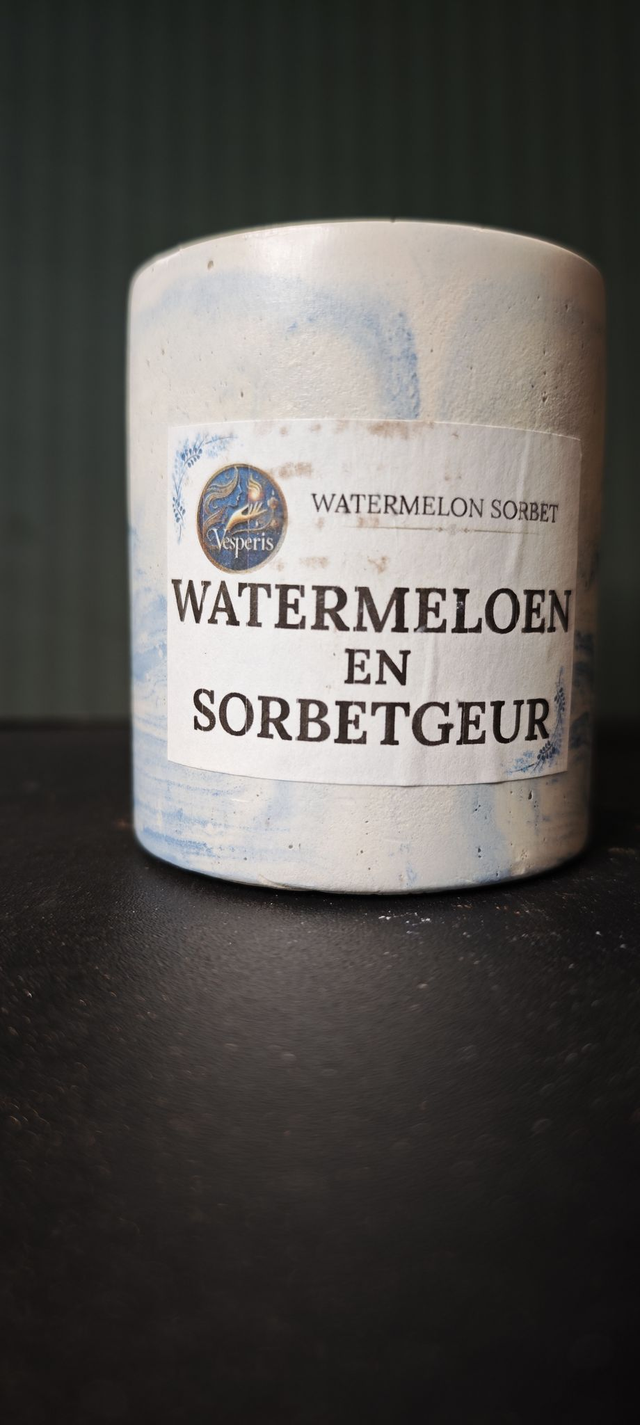 Vesperis
WATERMELON SORBET
WATERMELOEN
EN
SORBETGEUR